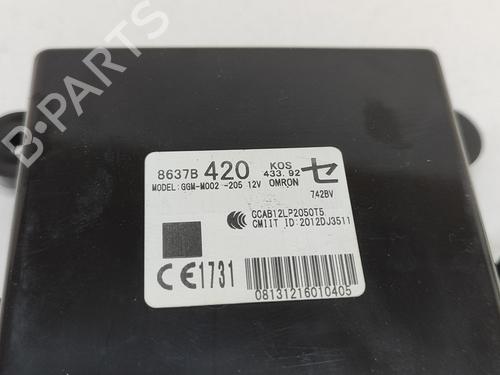 B-PARTS
8637B 420 KOS
433.92
MODEL: GGM-M002 -205 12V OMRON
セ
742BV
GCAB12LP2050T5
CMIIT ID:2012DJ3511
CE1731
08131216010405